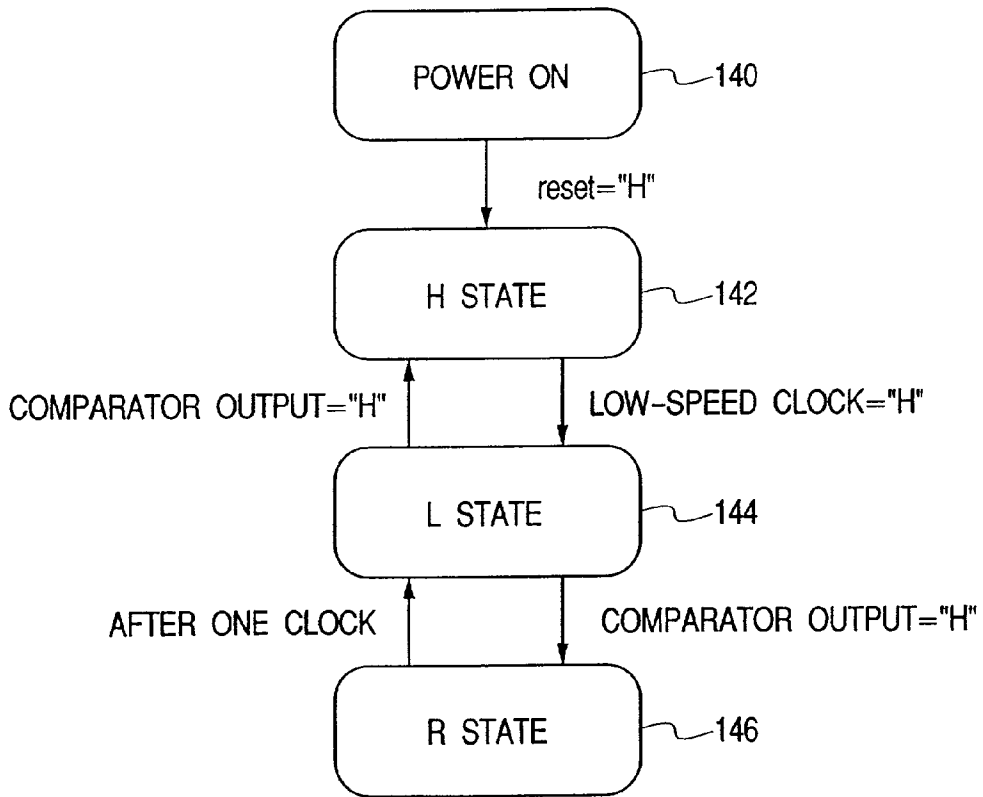 POWER ON
140
reset="H"
H STATE
142
COMPARATOR OUTPUT="H"
LOW-SPEED CLOCK="H"
L STATE
144
AFTER ONE CLOCK
COMPARATOR OUTPUT="H"
R STATE
146